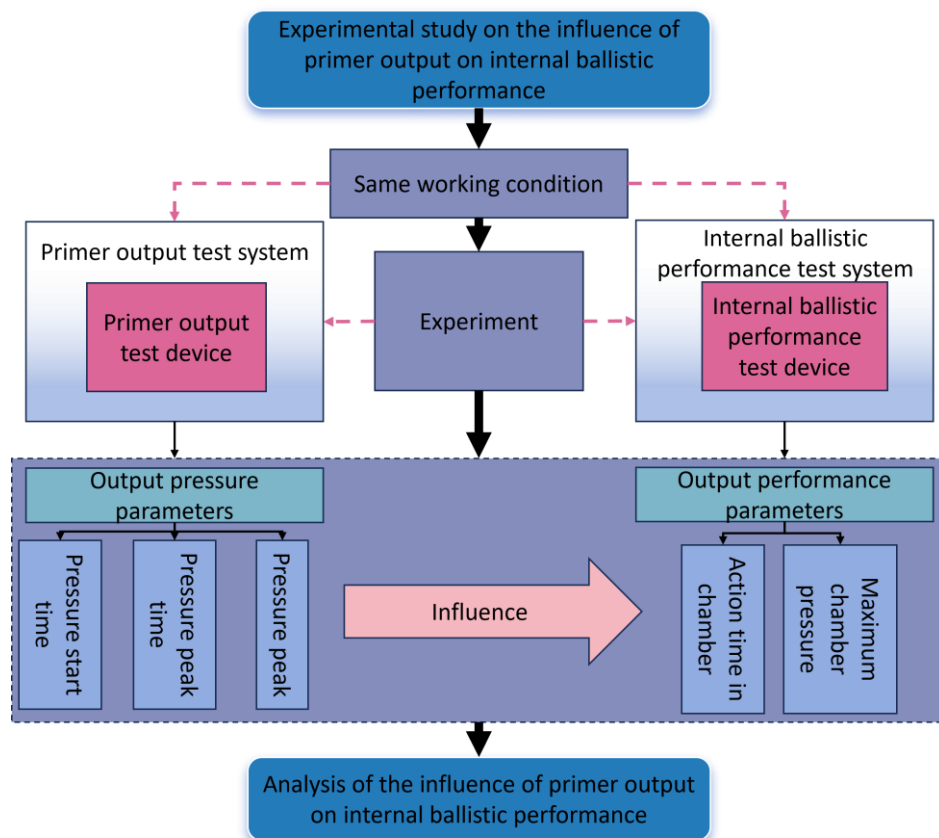 Experimental study on the influence of
primer output on internal ballistic
performance
Same working condition
Primer output test system
Primer output
test device
Experiment
Internal ballistic
performance test system
Internal ballistic
performance
test device
Output pressure
parameters
Pressure start
time
Pressure peak
time
Pressure peak
Influence
Output performance
parameters
Action time in
chamber
Maximum
chamber
pressure
Analysis of the influence of primer output
on internal ballistic performance